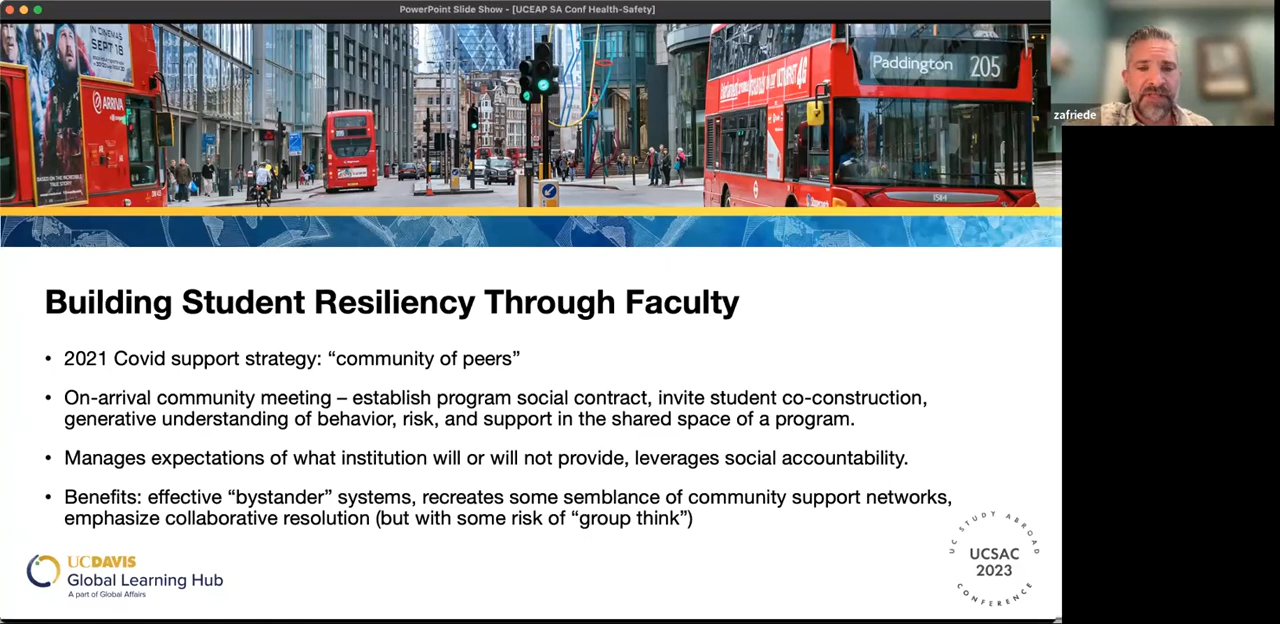 PowerPoint Slide Show - [UCEAP SA Conf Health-Safety]
IN CINEMAS
SEPT 18
ARRIVA
Paddington 205
zafriede
Building Student Resiliency Through Faculty
• 2021 Covid support strategy: “community of peers”
• On-arrival community meeting – establish program social contract, invite student co-construction,
generative understanding of behavior, risk, and support in the shared space of a program.
• Manages expectations of what institution will or will not provide, leverages social accountability.
• Benefits: effective “bystander” systems, recreates some semblance of community support networks,
emphasize collaborative resolution (but with some risk of “group think”)
UCDAVIS
Global Learning Hub
A part of Global Affairs
UC STUDY ABROAD
UCSAC
2023
CONFERENCE